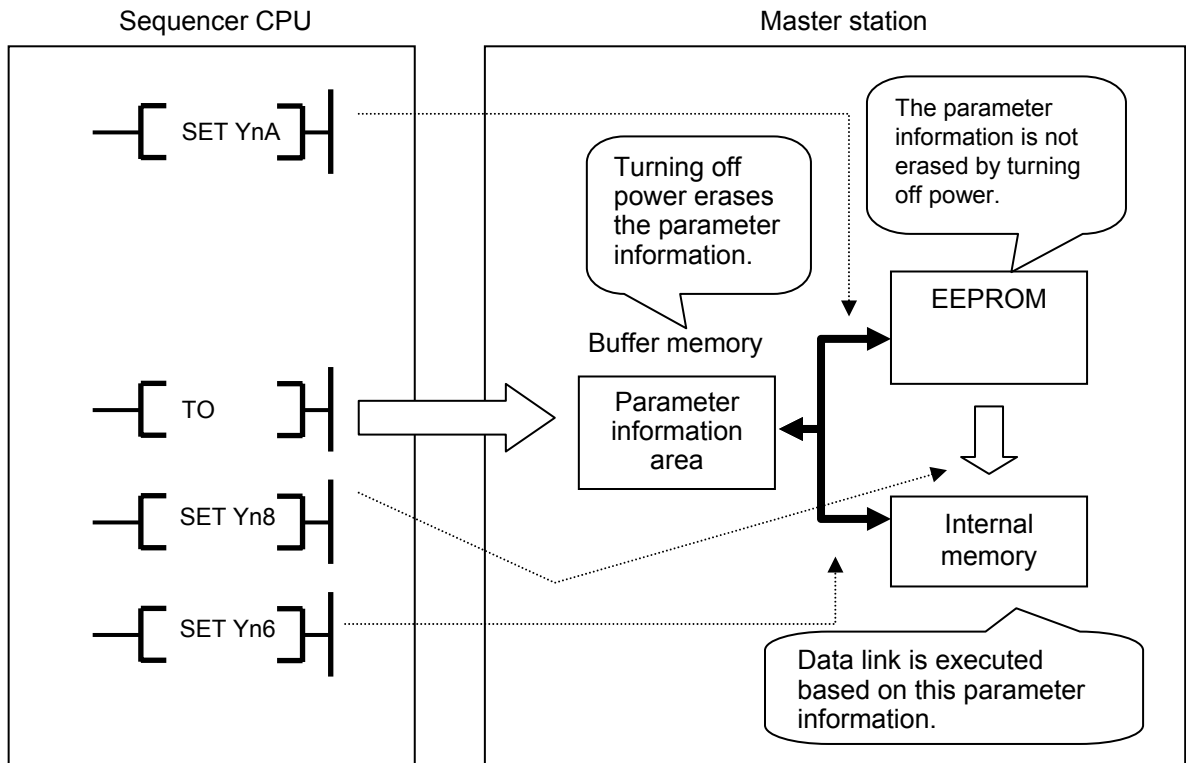 Sequencer CPU
Master station
SET YnA
The parameter
information is not
erased by turning
off power.
Turning off
power erases
the parameter
information.
EEPROM
Buffer memory
TO
Parameter
information
area
SET Yn8
Internal
memory
SET Yn6
Data link is executed
based on this parameter
information.